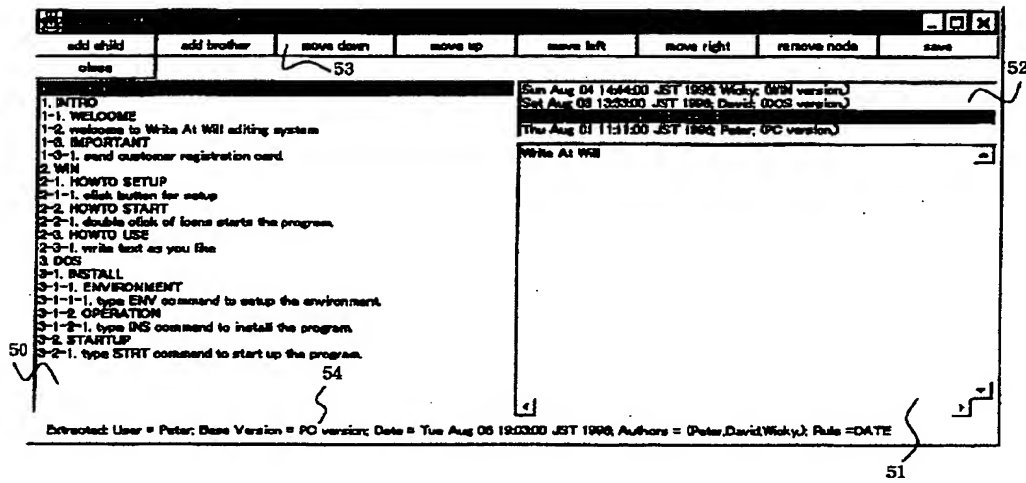 add child add brother move down move up move left move right remove node save
close
53
52
Sun Aug 04 14:44:00 JST 1996; Wicky; (WIN version,)
Sat Aug 03 13:33:00 JST 1996; David; (DOS version,)
Thu Aug 01 11:11:00 JST 1996; Peter; (PC version,)
1. INTRO
1-1. WELCOME
1-2. welcome to Write At Will editing system
1-3. IMPORTANT
1-3-1. send customer registration card
2. WIN
2-1. HOWTO SETUP
2-1-1. click button for setup
2-2. HOWTO START
2-2-1. double click of icons starts the program.
2-3. HOWTO USE
2-3-1. write text as you like
3. DOS
3-1. INSTALL
3-1-1. ENVIRONMENT
3-1-1-1. type ENV command to setup the environment.
3-1-2. OPERATION
3-1-2-1. type INS command to install the program.
3-2. STARTUP
3-2-1. type STRT command to start up the program.
Write At Will
50
54
Extracted: User = Peter; Base Version = PC version; Date = Tue Aug 06 19:03:00 JST 1996; Authors = (Peter,David,Wicky,); Rule =DATE
51